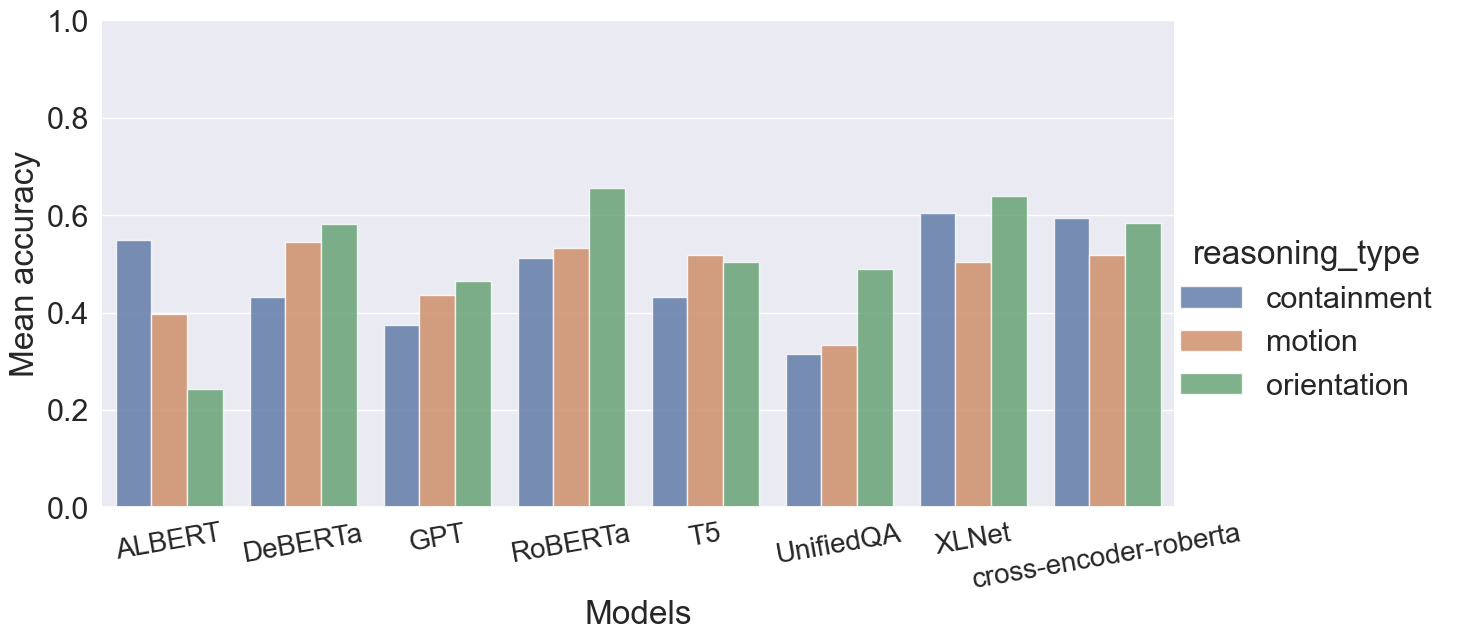 1.0
0.8
0.6
0.4
0.2
0.0
Mean accuracy
ALBERT
DeBERTa
GPT
RoBERTa
T5
UnifiedQA
XLNet
cross-encoder-roberta
Models
reasoning_type
containment
motion
orientation